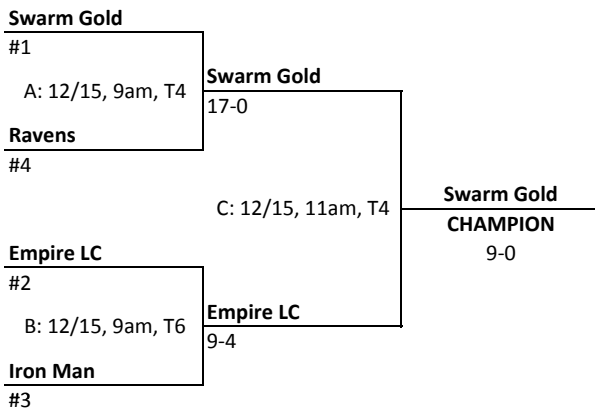 Swarm Gold
#1
A: 12/15, 9am, T4
Swarm Gold
17-0
Ravens
#4
C: 12/15, 11am, T4
Swarm Gold
CHAMPION
9-0
Empire LC
#2
B: 12/15, 9am, T6
Empire LC
9-4
Iron Man
#3